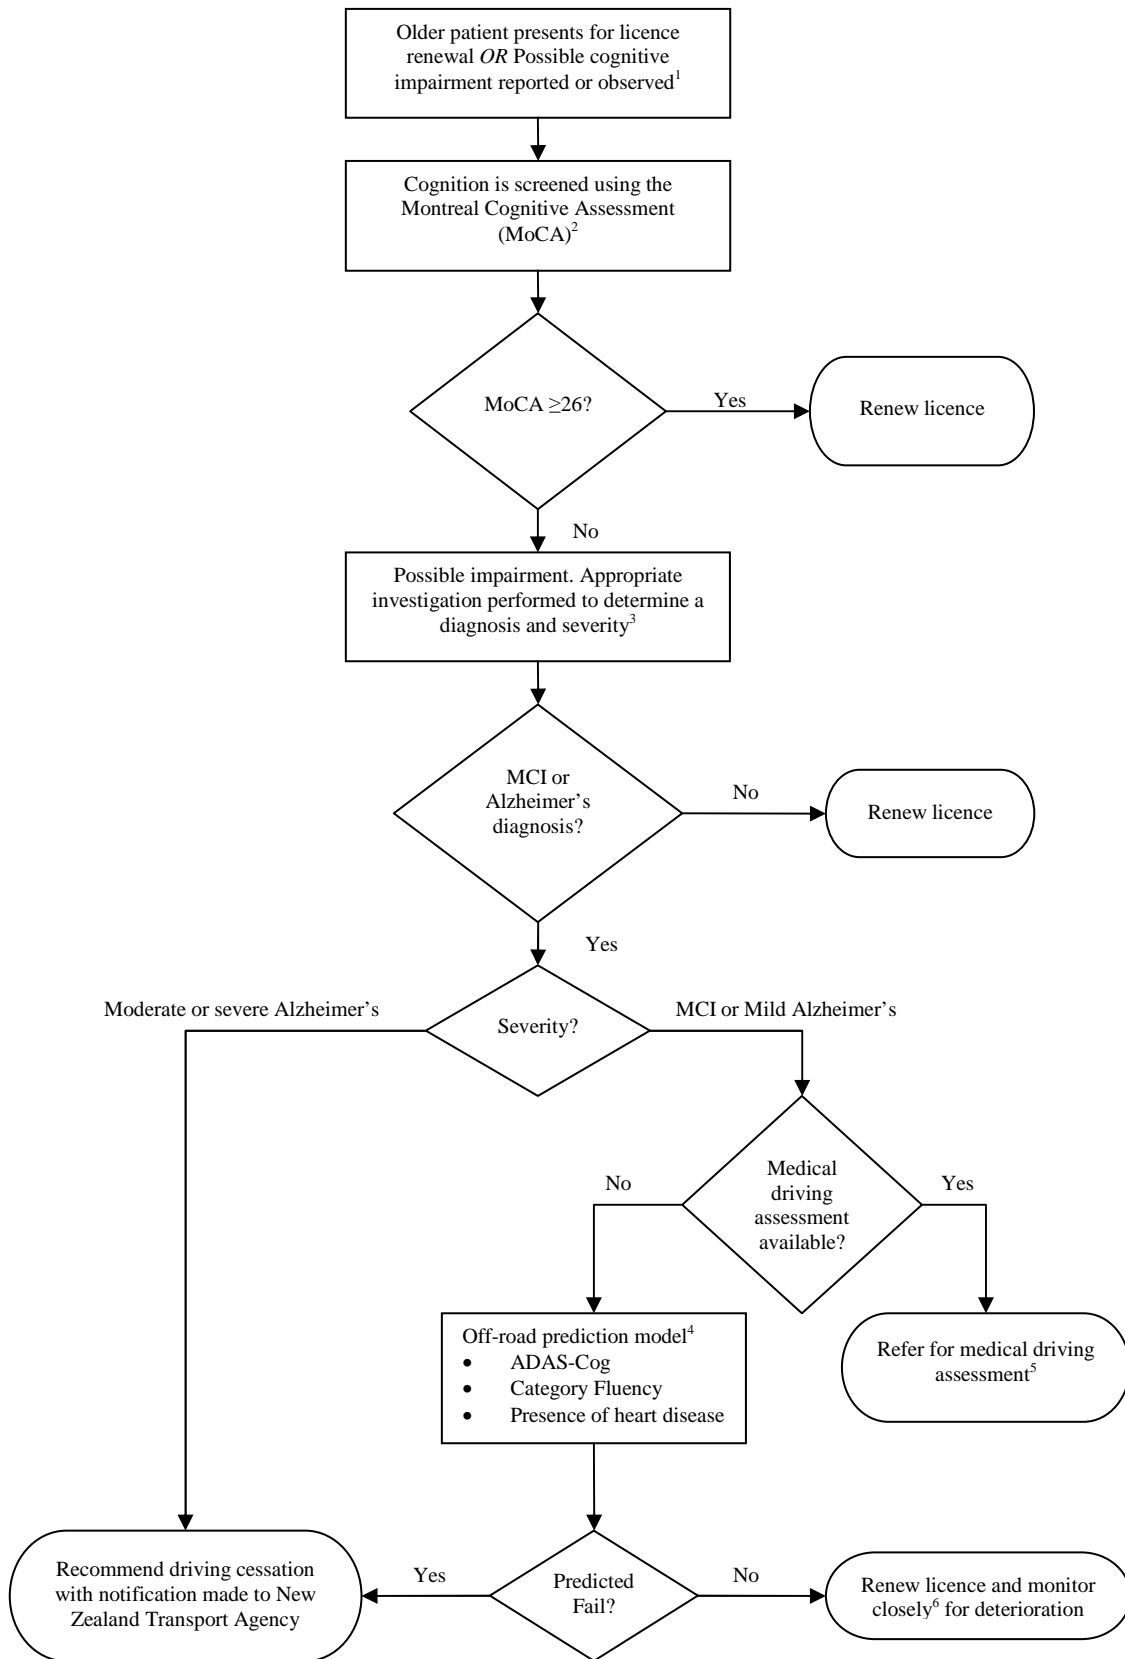 Older patient presents for licence
renewal OR Possible cognitive
impairment reported or observed1
Cognition is screened using the
Montreal Cognitive Assessment
(MoCA)2
MoCA ≥26?
Yes
Renew licence
No
Possible impairment. Appropriate
investigation performed to determine a
diagnosis and severity3
MCI or
Alzheimer's
diagnosis?
No
Renew licence
Yes
Moderate or severe Alzheimer's
Severity?
MCI or Mild Alzheimer's
Medical
driving
assessment
available?
No
Yes
Off-road prediction model4
• ADAS-Cog
• Category Fluency
• Presence of heart disease
Refer for medical driving
assessment5
Recommend driving cessation
with notification made to New
Zealand Transport Agency
Yes
Predicted
Fail?
No
Renew licence and monitor
closely6 for deterioration